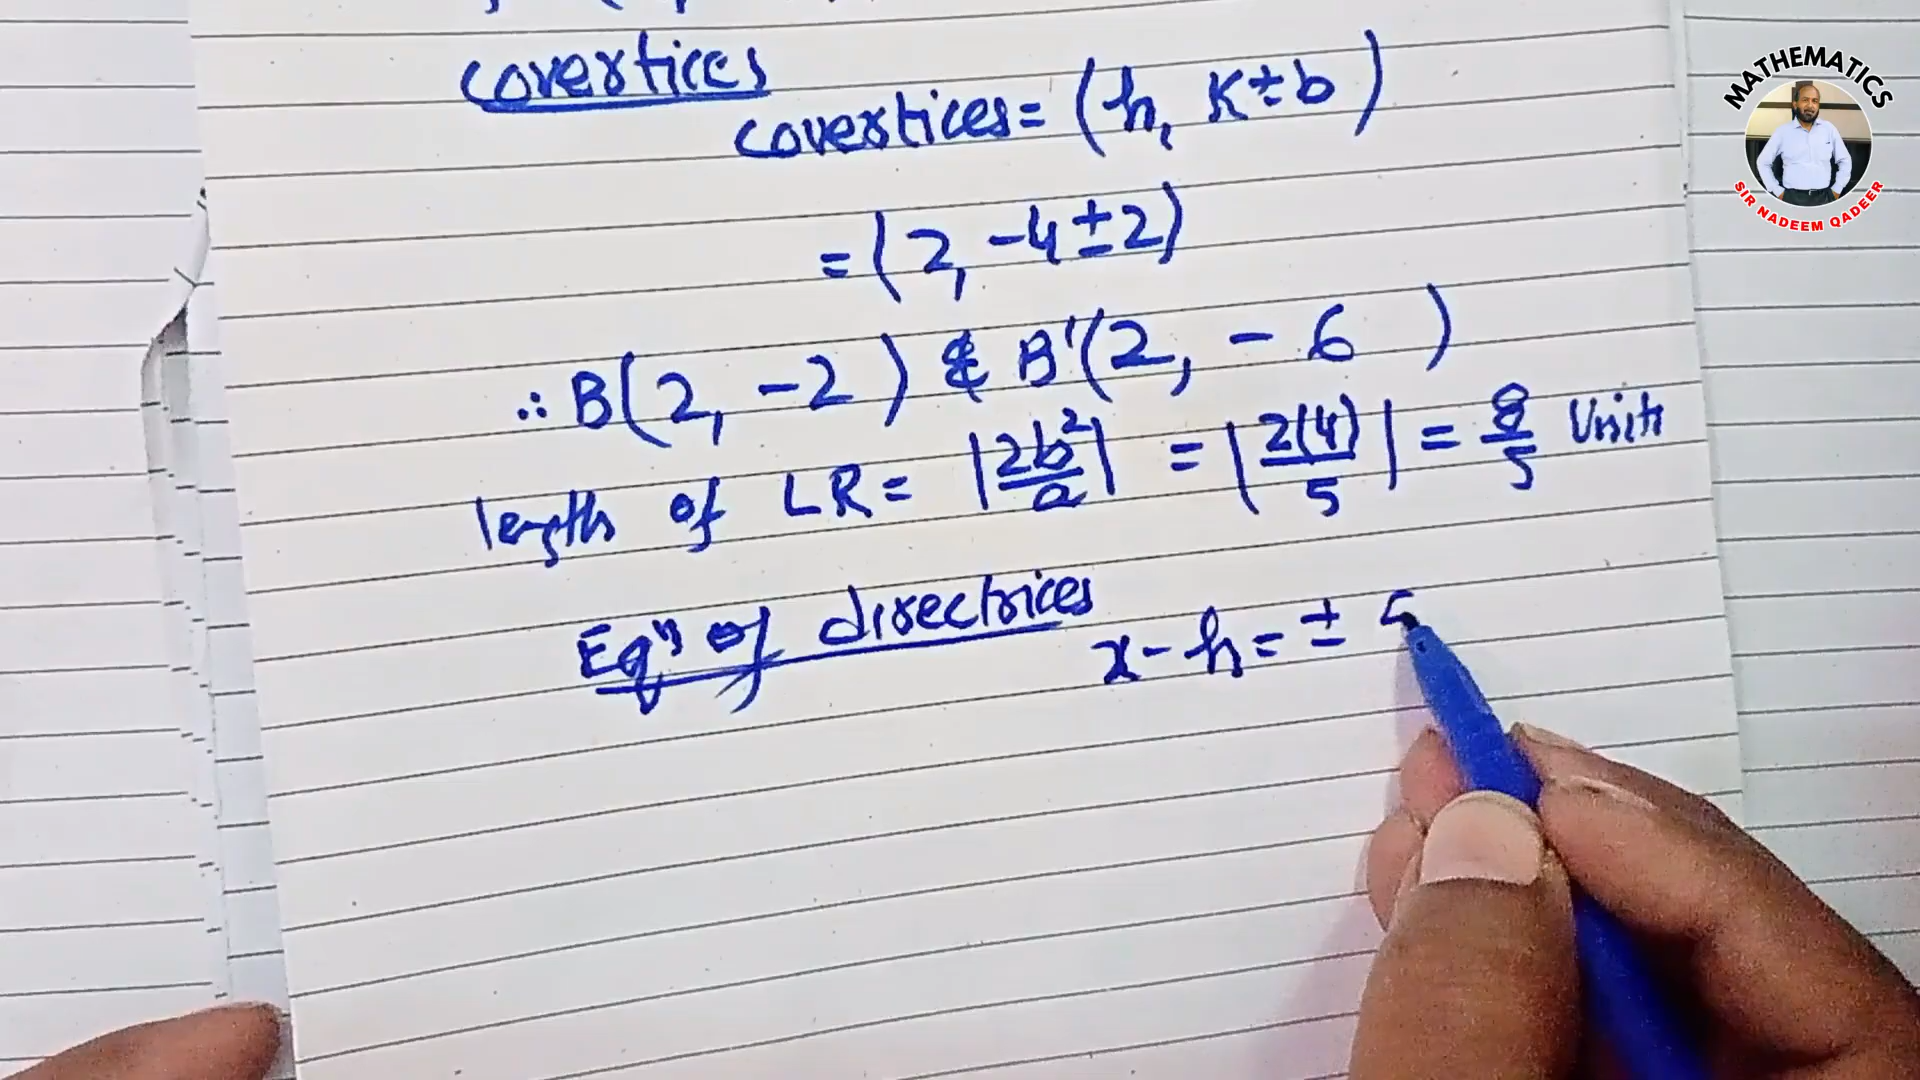 covertices
covertices = (h, k ± b)
= (2, -4 ± 2)
∴ B(2, -2) & B'(2, -6)
length of LR = |2b²/a| = |2(4)/5| = 8/5 Units
Eqⁿ of directrices x - h = ±
MATHEMATICS
SIR NADEEM QADEER